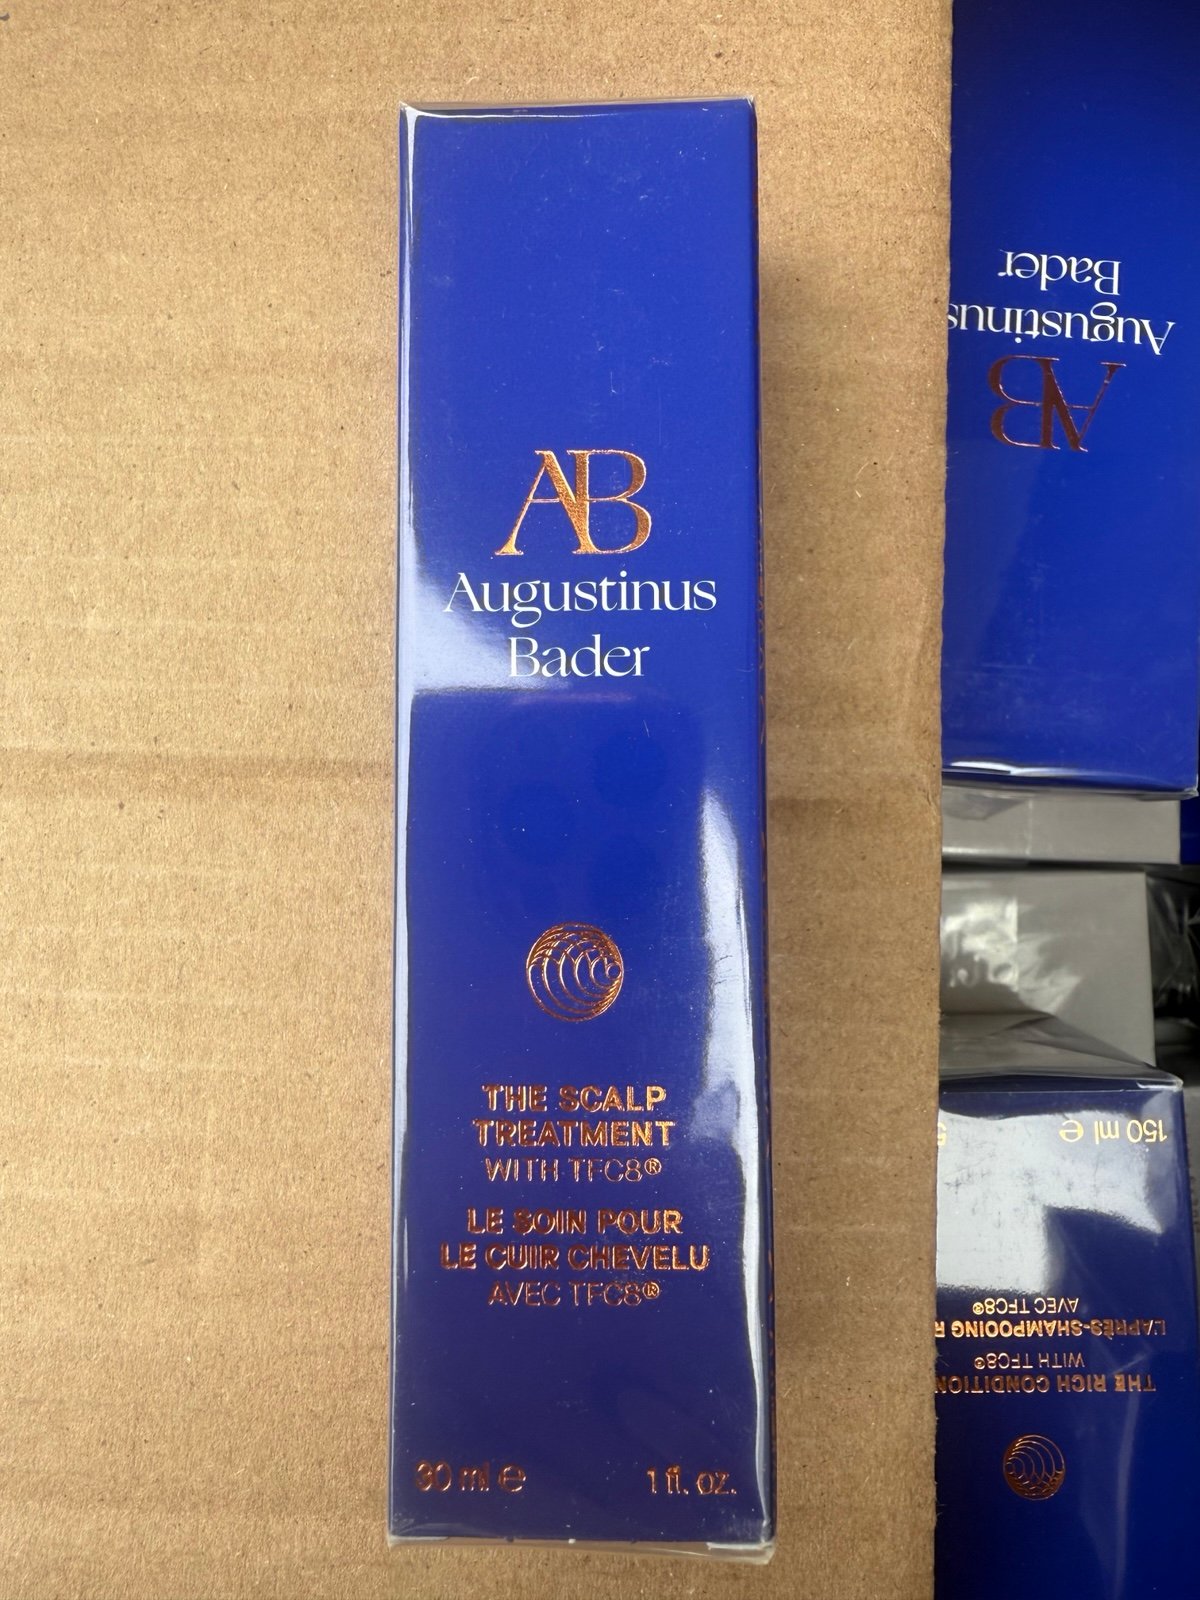 AB
Augustinus
Bader
THE SCALP
TREATMENT
WITH TFC8®
LE SOIN POUR
LE CUIR CHEVELU
AVEC TFC8®
30 ml ℮
1 fl. oz.
AB
Augustinus
Bader
THE RICH
WITH TFC8®
L'APRÈS-SHAMPOOING
AVEC TFC8®
150 ml ℮